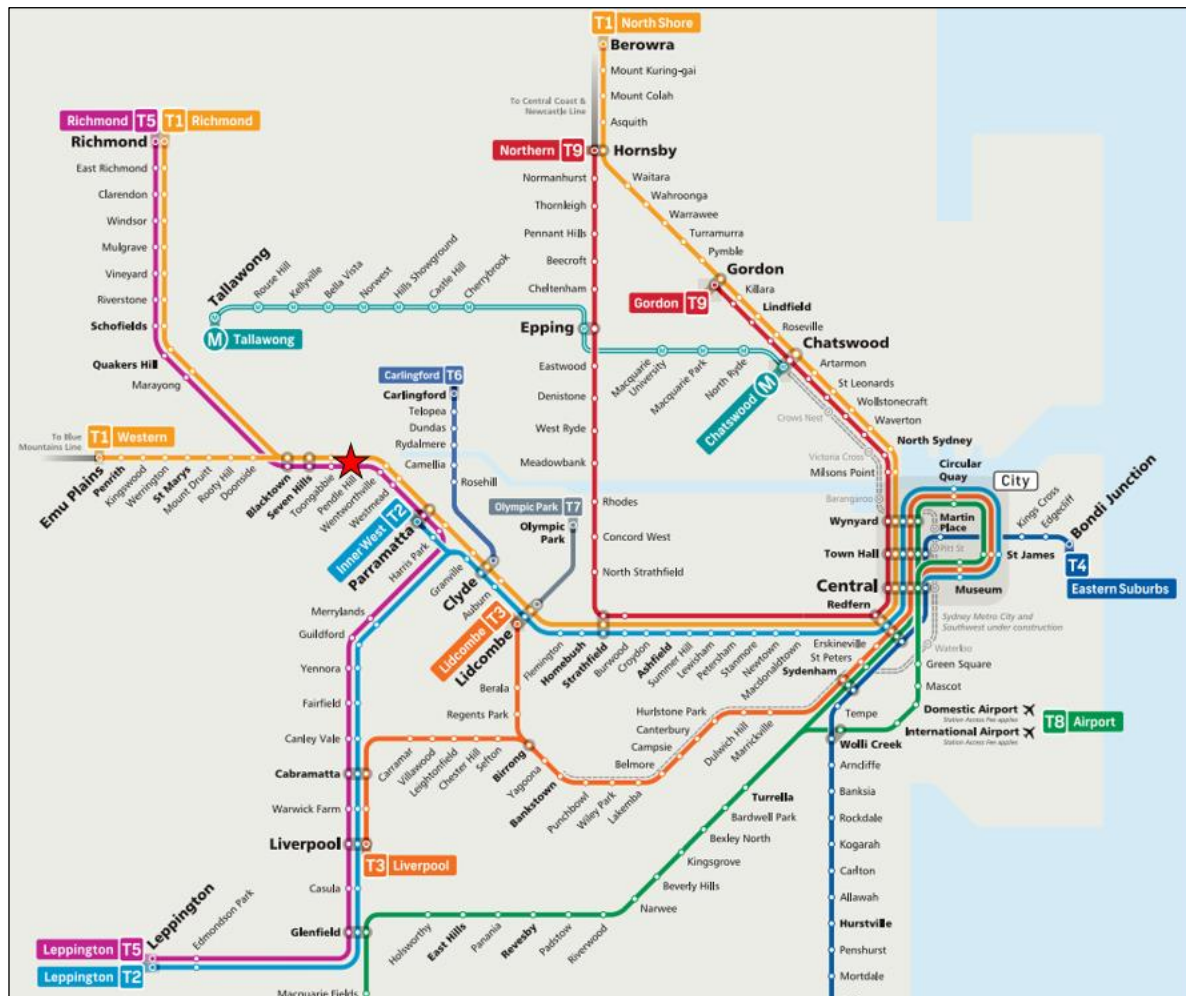 T1 North Shore
Berowra
Mount Kuring-gai
Mount Colah
Asquith
To Central Coast &
Newcastle Line
Northern T9
Hornsby
Richmond T5
T1 Richmond
Richmond
East Richmond
Clarendon
Windsor
Mulgrave
Vineyard
Riverstone
Schofields
Quakers Hill
Marayong
Normanhurst
Thornleigh
Pennant Hills
Beecroft
Cheltenham
Epping
Eastwood
Denistone
West Ryde
Meadowbank
Rhodes
Concord West
North Strathfield
Waitara
Wahroonga
Warrawee
Turramurra
Pymble
Gordon
Gordon T9
Killara
Lindfield
Roseville
Chatswood
Artarmon
St Leonards
Wollstonecraft
Waverton
North Sydney
Milsons Point
Tallawong
M Tallawong
Rouse Hill
Kellyville
Bella Vista
Norwest
Hills Showground
Castle Hill
Cherrybrook
Macquarie
University
Macquarie Park
North Ryde
Chatswood M
Crows Nest
Victoria Cross
Barangaroo
To Blue
Mountains Line
T1 Western
Emu Plains
Penrith
Kingswood
Werrington
St Marys
Mount Druitt
Rooty Hill
Doonside
Blacktown
Seven Hills
Toongabbie
Pendle Hill
Wentworthville
Westmead
Carlingford T6
Carlingford
Telopea
Dundas
Rydalmere
Camellia
Rosehill
Olympic Park T7
Olympic
Park
Inner West T2
Parramatta
Harris Park
Granville
Clyde
Auburn
Lidcombe T3
Lidcombe
Flemington
Homebush
Strathfield
Burwood
Croydon
Ashfield
Summer Hill
Lewisham
Petersham
Stanmore
Newtown
Macdonaldtown
Redfern
Central
Town Hall
Wynyard
Circular
Quay
City
Martin
Place
Pitt St
St James
Museum
Kings Cross
Edgecliff
Bondi Junction
T4
Eastern Suburbs
Sydney Metro City and
Southwest under construction
Waterloo
Merrylands
Guildford
Yennora
Fairfield
Canley Vale
Cabramatta
Warwick Farm
Liverpool
T3 Liverpool
Casula
Glenfield
Leppington
Edmondson Park
Leppington T5
Leppington T2
Macquarie Fields
Berala
Regents Park
Birrong
Carramar
Villawood
Leightonfield
Chester Hill
Sefton
Yagoona
Bankstown
Punchbowl
Wiley Park
Lakemba
Belmore
Campsie
Canterbury
Hurlstone Park
Dulwich Hill
Marrickville
Sydenham
St Peters
Erskineville
Green Square
Mascot
Domestic Airport
Station Access Fee applies
International Airport
Station Access Fee applies
T8 Airport
Tempe
Wolli Creek
Arncliffe
Banksia
Rockdale
Kogarah
Carlton
Allawah
Hurstville
Penshurst
Mortdale
Turrella
Bardwell Park
Bexley North
Kingsgrove
Beverly Hills
Narwee
Riverwood
Padstow
Revesby
Panania
East Hills
Holsworthy